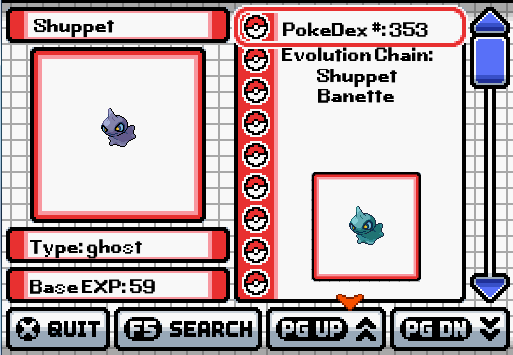 Shuppet
Type: ghost
Base EXP: 59
PokeDex #: 353
Evolution Chain:
Shuppet
Banette
X QUIT
F5 SEARCH
PG UP
PG DN